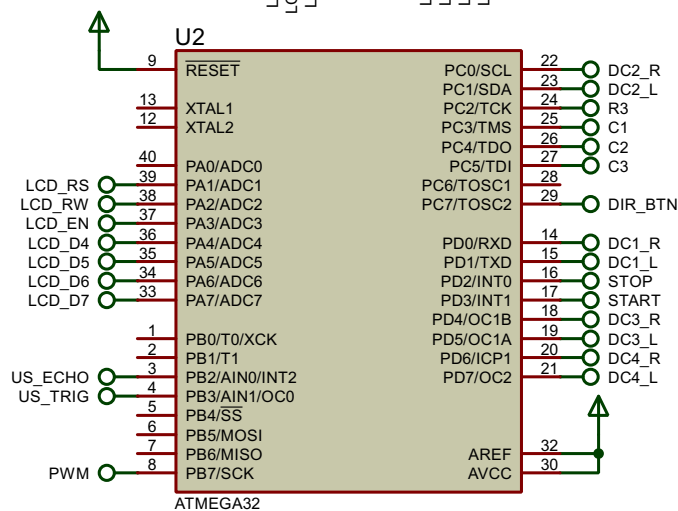 U2
9 RESET PC0/SCL 22 DC2_R
PC1/SDA 23 DC2_L
13 XTAL1 PC2/TCK 24 R3
12 XTAL2 PC3/TMS 25 C1
PC4/TDO 26 C2
40 PA0/ADC0 PC5/TDI 27 C3
LCD_RS 39 PA1/ADC1 PC6/TOSC1 28
LCD_RW 38 PA2/ADC2 PC7/TOSC2 29 DIR_BTN
LCD_EN 37 PA3/ADC3
LCD_D4 36 PA4/ADC4 PD0/RXD 14 DC1_R
LCD_D5 35 PA5/ADC5 PD1/TXD 15 DC1_L
LCD_D6 34 PA6/ADC6 PD2/INT0 16 STOP
LCD_D7 33 PA7/ADC7 PD3/INT1 17 START
PD4/OC1B 18 DC3_R
1 PB0/T0/XCK PD5/OC1A 19 DC3_L
2 PB1/T1 PD6/ICP1 20 DC4_R
US_ECHO 3 PB2/AIN0/INT2 PD7/OC2 21 DC4_L
US_TRIG 4 PB3/AIN1/OC0
5 PB4/SS
6 PB5/MOSI
7 PB6/MISO AREF 32
PWM 8 PB7/SCK AVCC 30
ATMEGA32